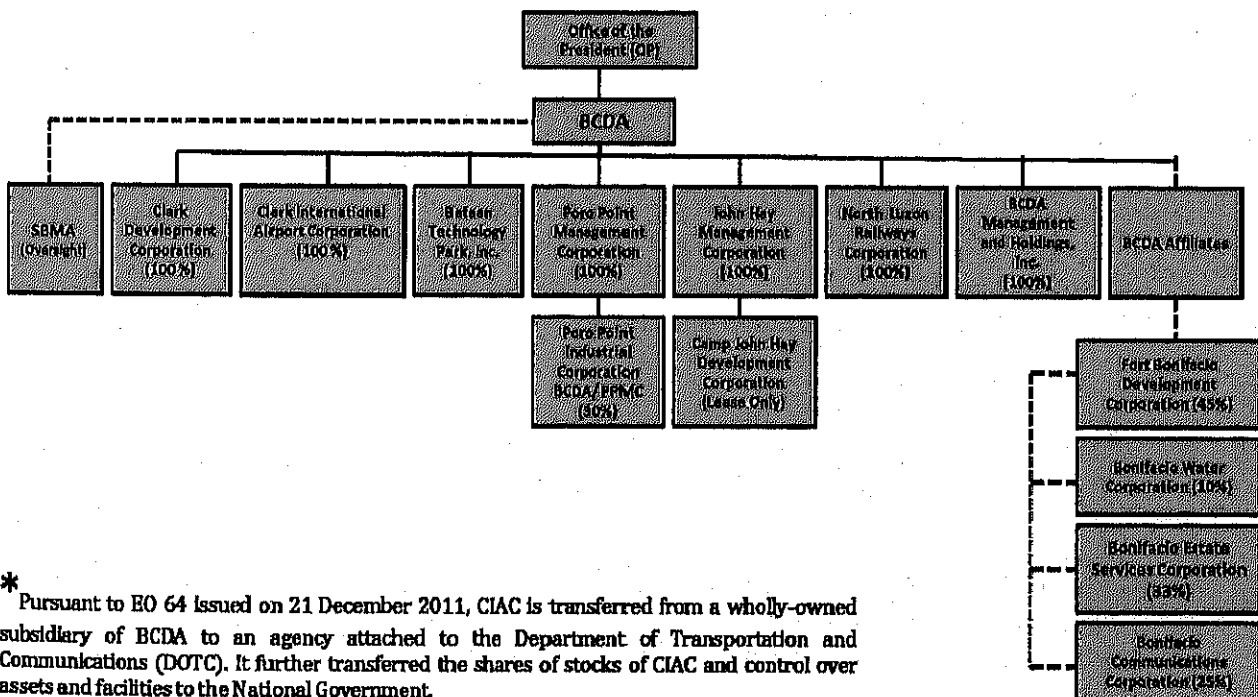 Office of the
President (OP)
BCDA
SBMA
(Oversight)
Clark
Development
Corporation
(100%)
Clark International
Airport Corporation
(100%)
Bataan
Technology
Park, Inc.
(100%)
Poro Point
Management
Corporation
(100%)
John Hay
Management
Corporation
(100%)
North Luzon
Railways
Corporation
(100%)
BCDA
Management
and Holdings,
Inc.
(100%)
BCDA Affiliates
Poro Point
Industrial
Corporation
BCDA/PPMC
(50%)
Camp John Hay
Development
Corporation
(Lease Only)
Fort Bonifacio
Development
Corporation (45%)
Bonifacio Water
Corporation (10%)
Bonifacio Estate
Services Corporation
(33%)
Bonifacio
Communications
Corporation (25%)
* Pursuant to EO 64 issued on 21 December 2011, CIAC is transferred from a wholly-owned
subsidiary of BCDA to an agency attached to the Department of Transportation and
Communications (DOTC). It further transferred the shares of stocks of CIAC and control over
assets and facilities to the National Government.